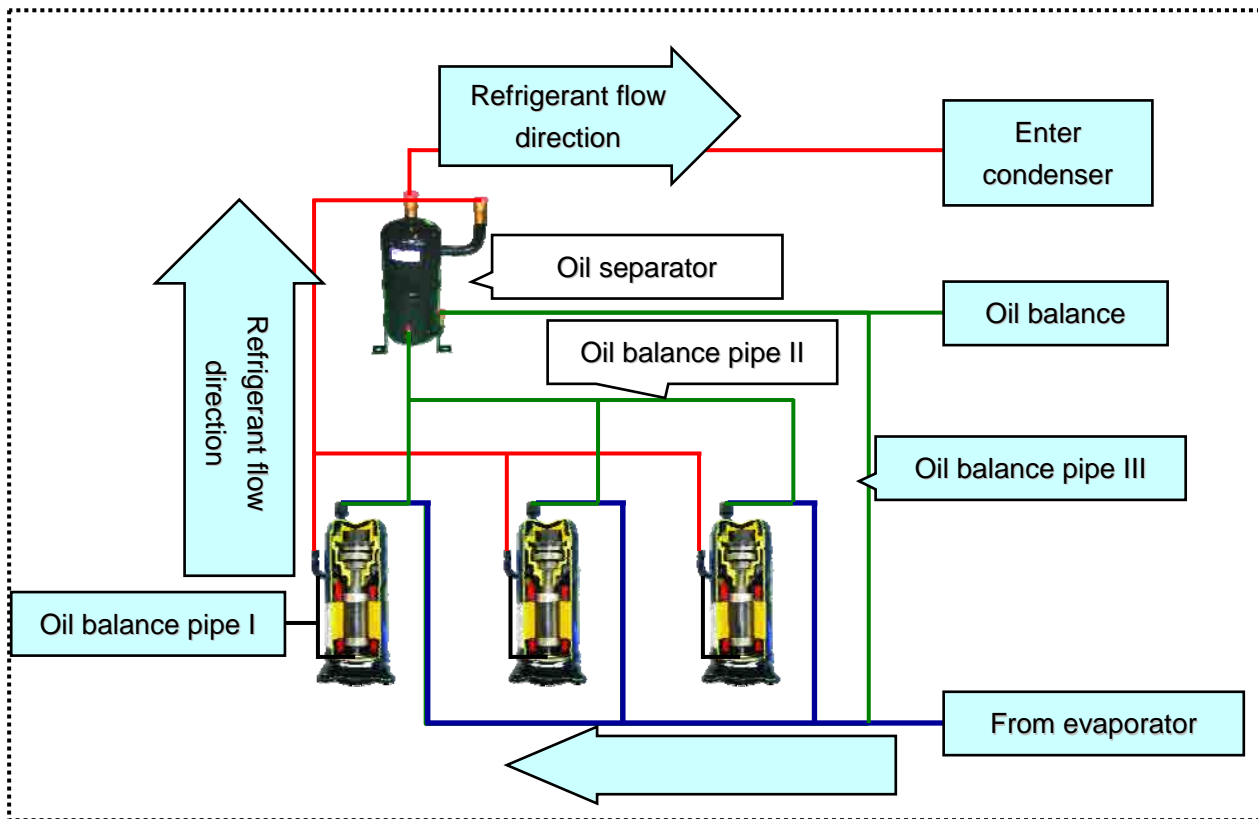 Refrigerant flow
direction
Enter
condenser
Oil separator
Oil balance
Refrigerant flow
direction
Oil balance pipe II
Oil balance pipe III
Oil balance pipe I
From evaporator